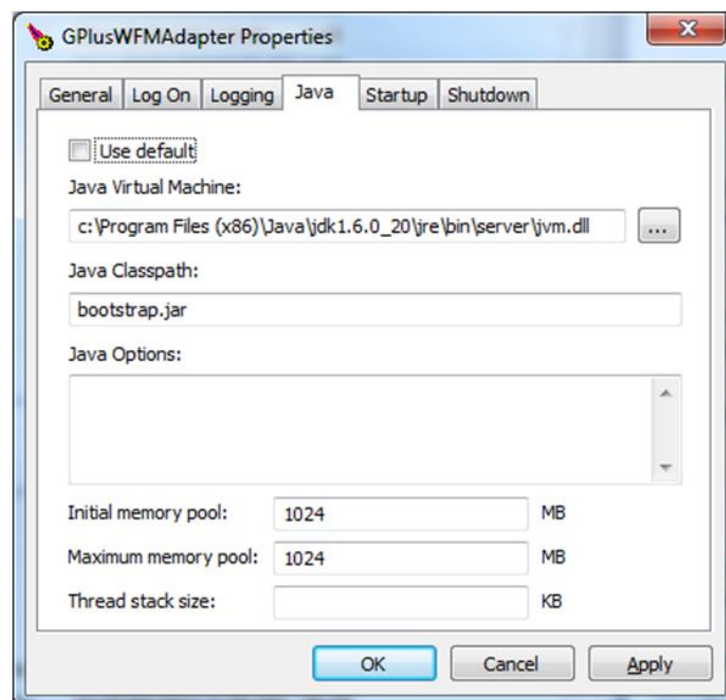 GPlusWFMAdapter Properties
General Log On Logging Java Startup Shutdown
Use default
Java Virtual Machine:
c:\Program Files (x86)\Java\jdk1.6.0_20\jre\bin\server\jvm.dll ...
Java Classpath:
bootstrap.jar
Java Options:
Initial memory pool: 1024 MB
Maximum memory pool: 1024 MB
Thread stack size: KB
OK Cancel Apply